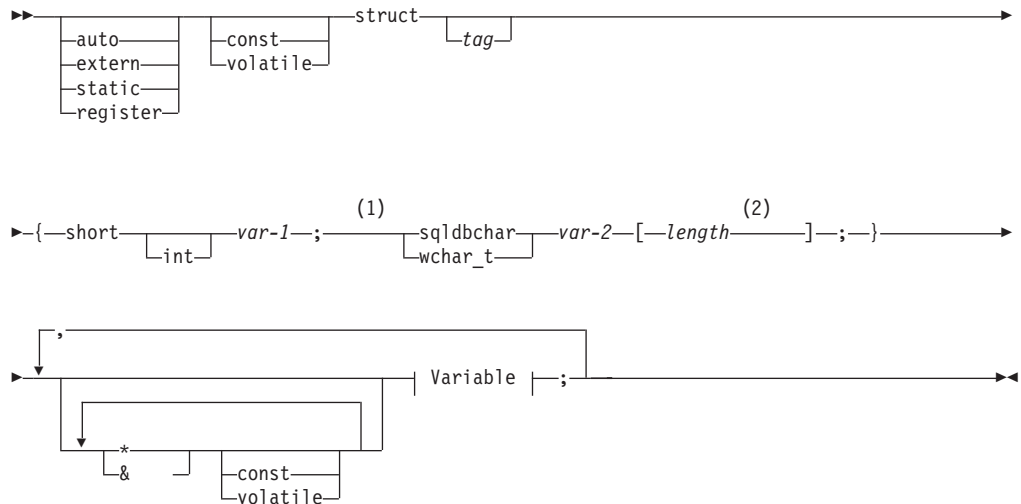 struct
auto const tag
extern volatile
static
register
(1) (2)
{ short var-1 ; sqldbchar var-2 [ length ] ; }
int wchar_t
,
Variable ;
*
& const
volatile